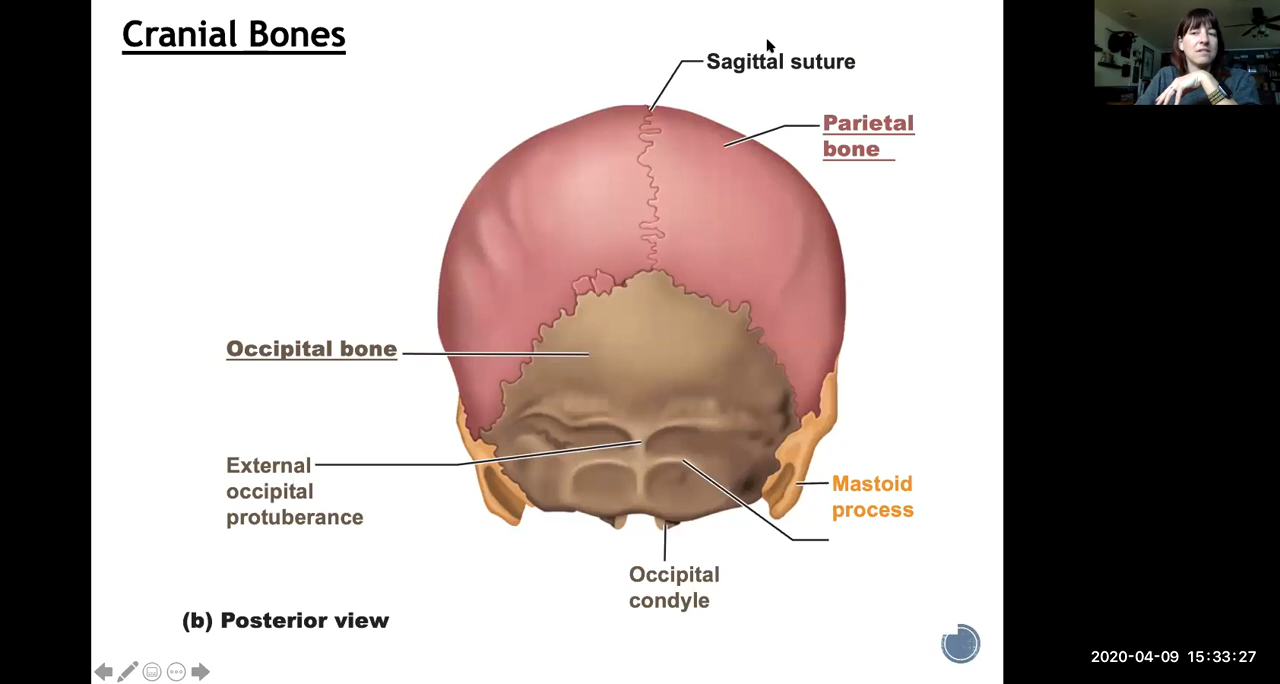 Cranial Bones
Sagittal suture
Parietal
bone
Occipital bone
External
occipital
protuberance
Mastoid
process
Occipital
condyle
(b) Posterior view
2020-04-09 15:33:27